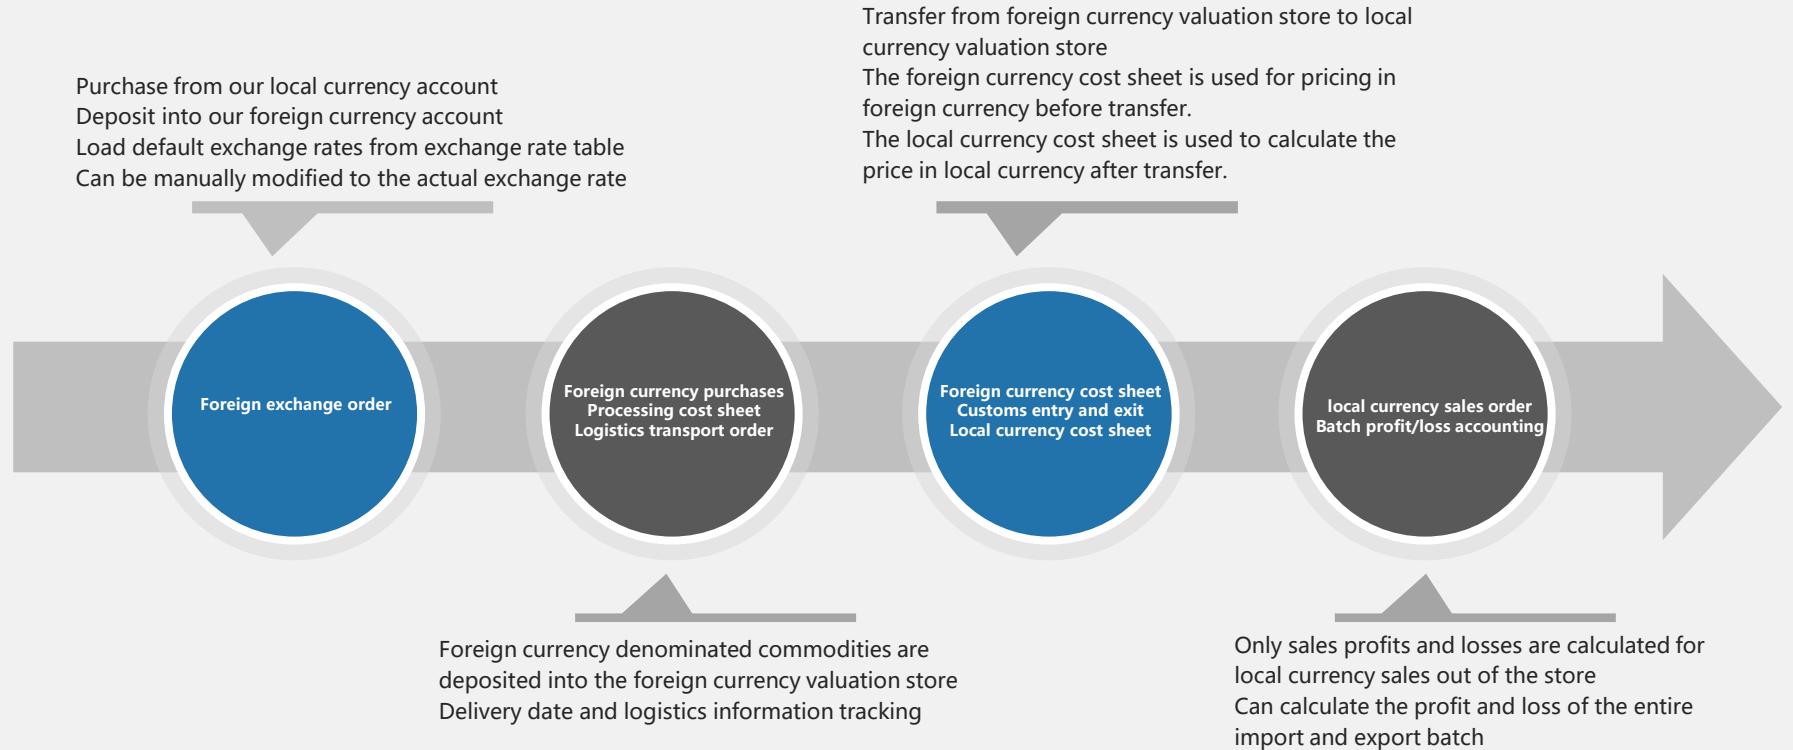 Purchase from our local currency account
Deposit into our foreign currency account
Load default exchange rates from exchange rate table
Can be manually modified to the actual exchange rate
Transfer from foreign currency valuation store to local
currency valuation store
The foreign currency cost sheet is used for pricing in
foreign currency before transfer.
The local currency cost sheet is used to calculate the
price in local currency after transfer.
Foreign exchange order
Foreign currency purchases
Processing cost sheet
Logistics transport order
Foreign currency cost sheet
Customs entry and exit
Local currency cost sheet
local currency sales order
Batch profit/loss accounting
Foreign currency denominated commodities are
deposited into the foreign currency valuation store
Delivery date and logistics information tracking
Only sales profits and losses are calculated for
local currency sales out of the store
Can calculate the profit and loss of the entire
import and export batch